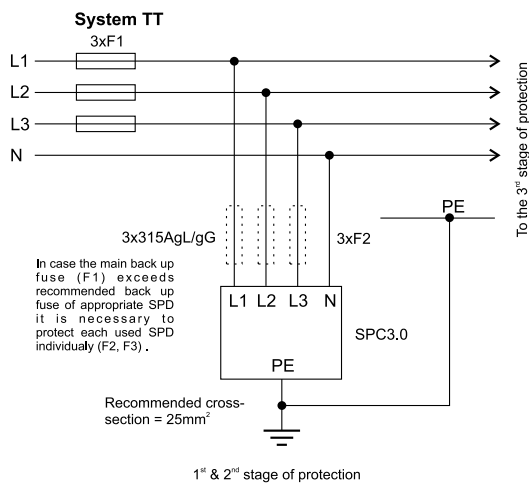 System TT
3xF1
L1
L2
L3
N
To the 3rd stage of protection
PE
3x315AgL/gG
3xF2
In case the main back up
fuse (F1) exceeds
recommended back up
fuse of appropriate SPD
it is necessary to
protect each used SPD
individualy (F2, F3) .
L1 L2 L3 N
SPC3.0
PE
Recommended cross-
section = 25mm²
1st & 2nd stage of protection